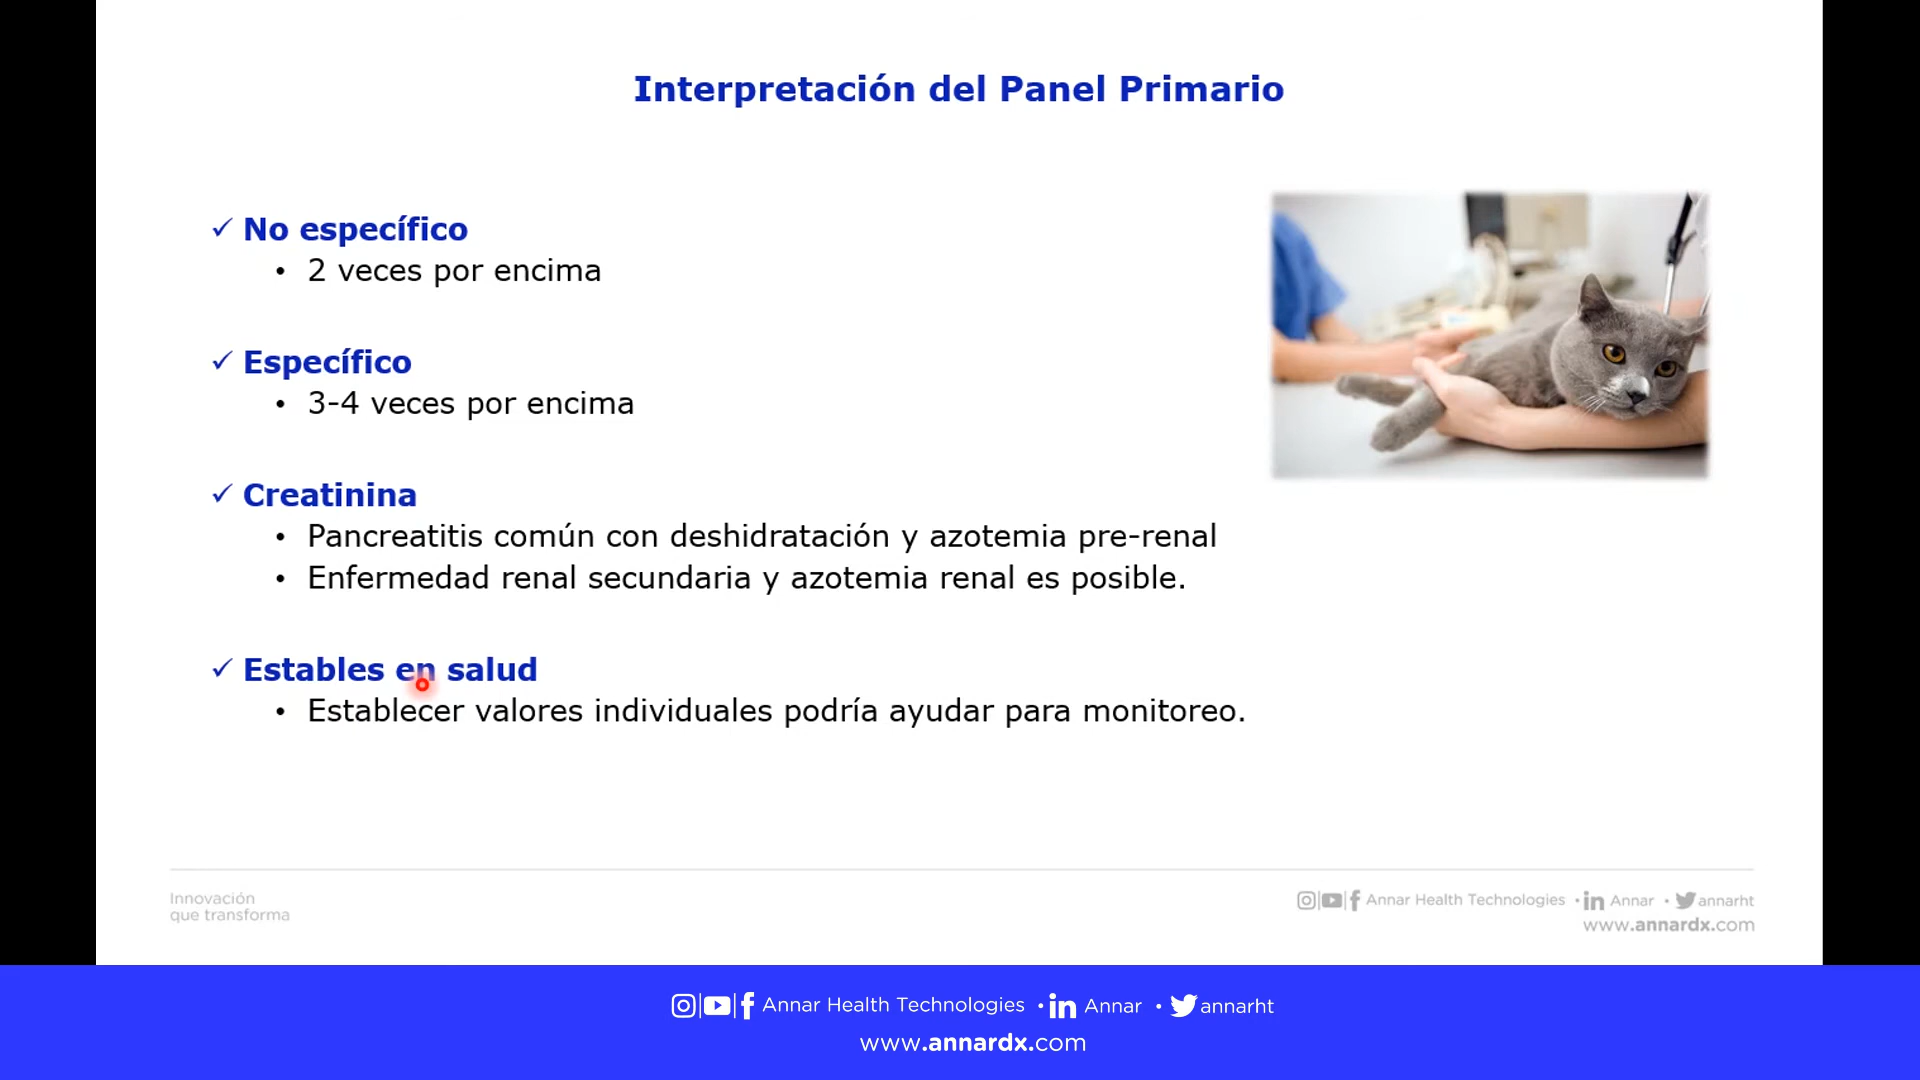 Interpretación del Panel Primario
✓ No específico
• 2 veces por encima
✓ Específico
• 3-4 veces por encima
✓ Creatinina
• Pancreatitis común con deshidratación y azotemia pre-renal
• Enfermedad renal secundaria y azotemia renal es posible.
✓ Estables en salud
• Establecer valores individuales podría ayudar para monitoreo.
Innovación
que transforma
Annar Health Technologies • Annar • annarht
www.annardx.com
Annar Health Technologies • Annar • annarht
www.annardx.com